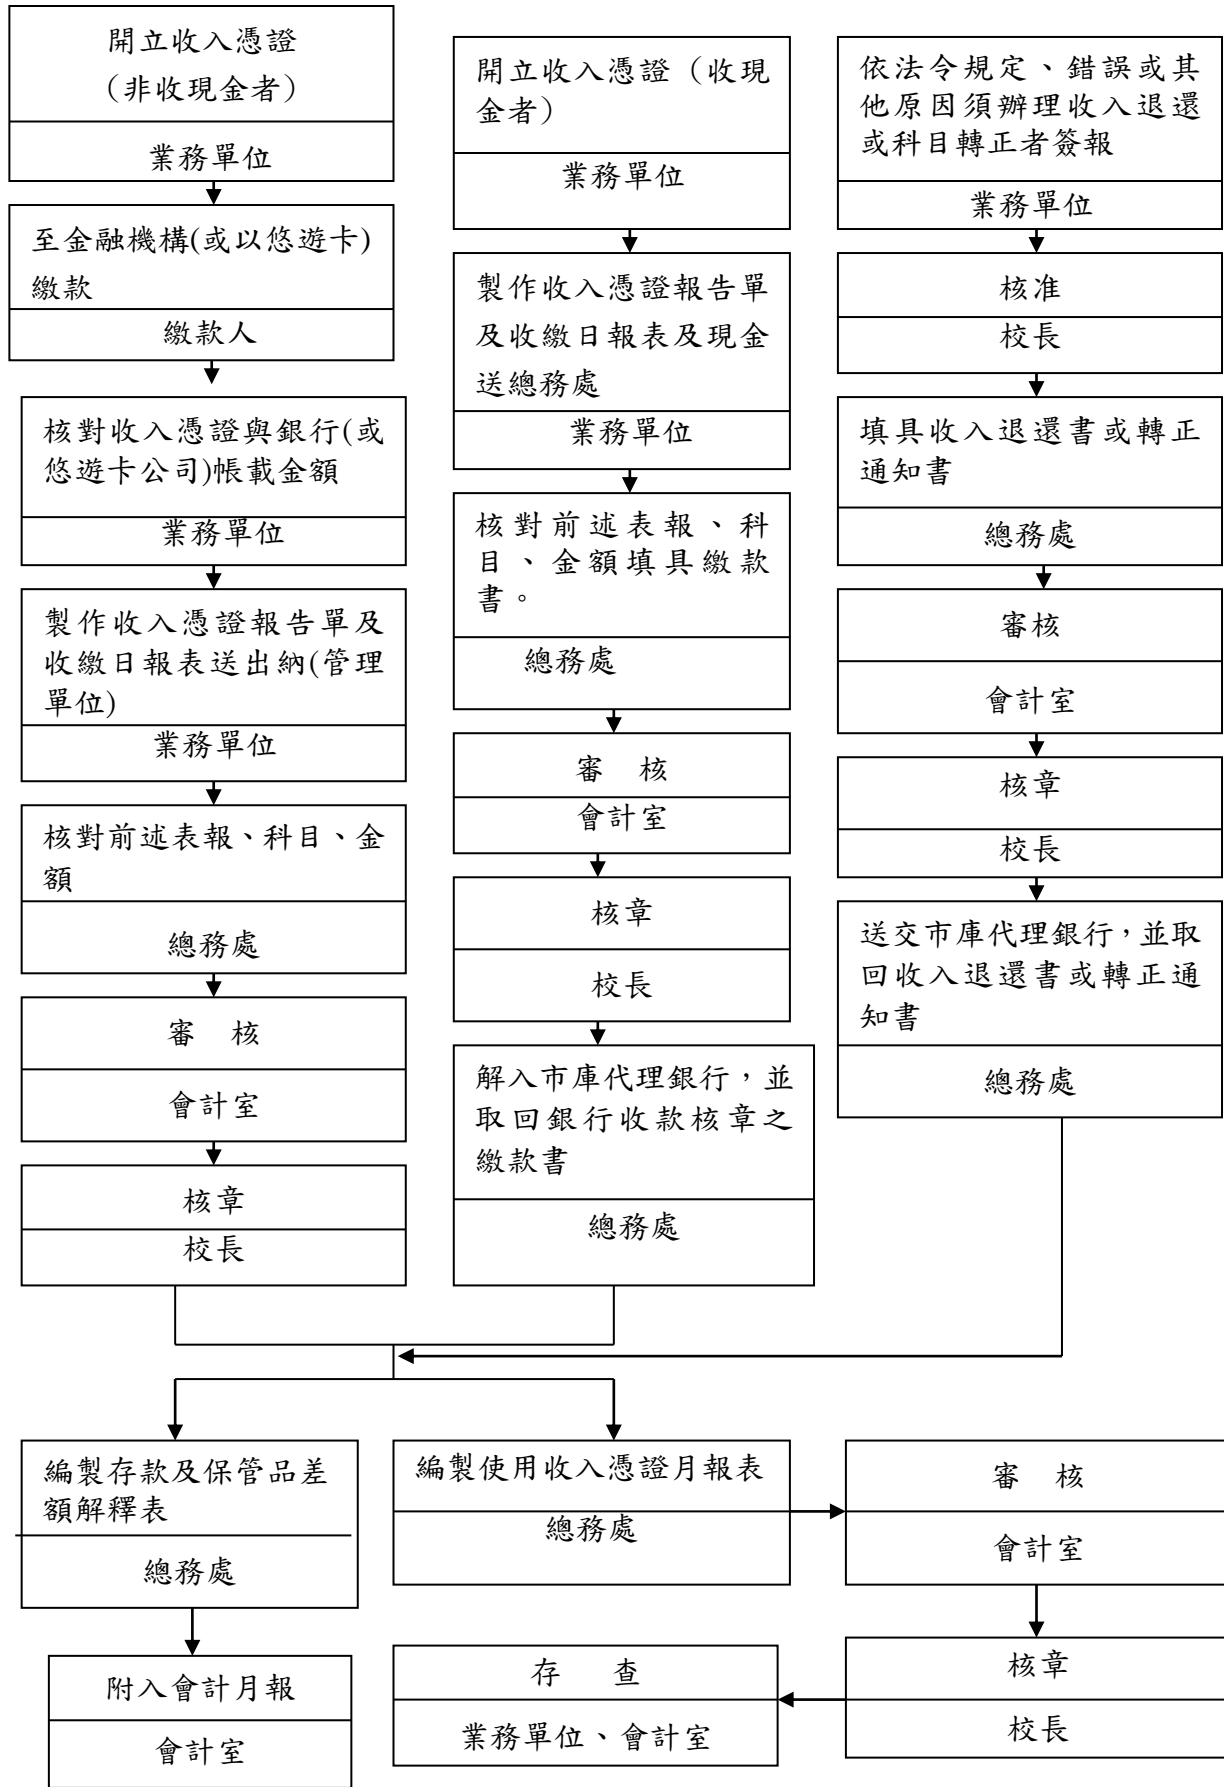 開立收入憑證
（非收現金者）
業務單位
至金融機構(或以悠遊卡)
繳款
繳款人
核對收入憑證與銀行(或
悠遊卡公司)帳載金額
業務單位
製作收入憑證報告單及
收繳日報表送出納(管理
單位)
業務單位
核對前述表報、科目、金
額
總務處
審 核
會計室
核章
校長
開立收入憑證（收現
金者）
業務單位
製作收入憑證報告單
及收繳日報表及現金
送總務處
業務單位
核對前述表報、科
目、金額填具繳款
書。
總務處
審 核
會計室
核章
校長
解入市庫代理銀行，並
取回銀行收款核章之
繳款書
總務處
依法令規定、錯誤或其
他原因須辦理收入退還
或科目轉正者簽報
業務單位
核准
校長
填具收入退還書或轉正
通知書
總務處
審核
會計室
核章
校長
送交市庫代理銀行，並取
回收入退還書或轉正通
知書
總務處
編製存款及保管品差
額解釋表
總務處
附入會計月報
會計室
編製使用收入憑證月報表
總務處
審 核
會計室
核章
校長
存 查
業務單位、會計室